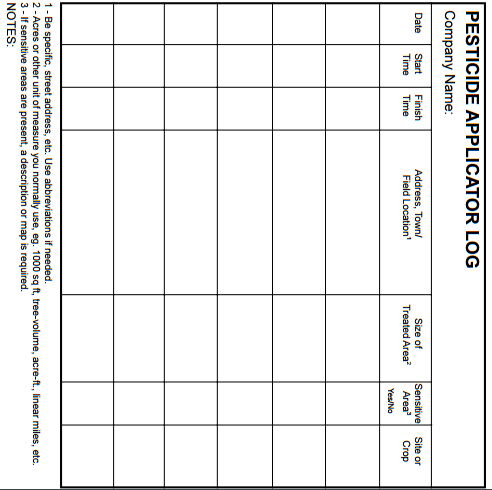 PESTICIDE APPLICATOR LOG
Company Name:
Date
Start
Time
Finish
Time
Address, Town/
Field Location¹
Size of
Treated Area²
Sensitive
Area³
Yes/No
Site or
Crop
1 - Be specific, street address, etc. Use abbreviations if needed.
2 - Acres or other unit of measure you normally use, eg. 1000 sq ft, tree-volume, acre-ft., linear miles, etc.
3 - If sensitive areas are present, a description or map is required.
NOTES: